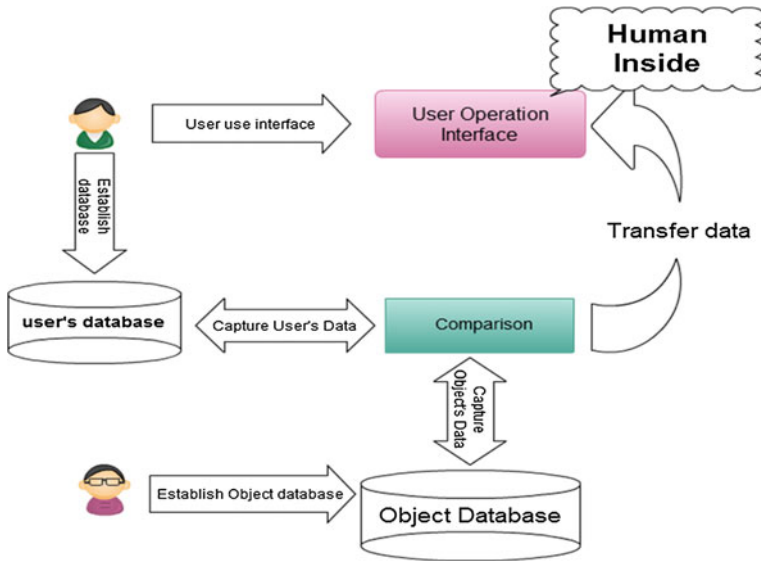 Human
Inside
User use interface
User Operation
Interface
Establish
database
Transfer data
user's database
Capture User's Data
Comparison
Capture
Object's Data
Establish Object database
Object Database